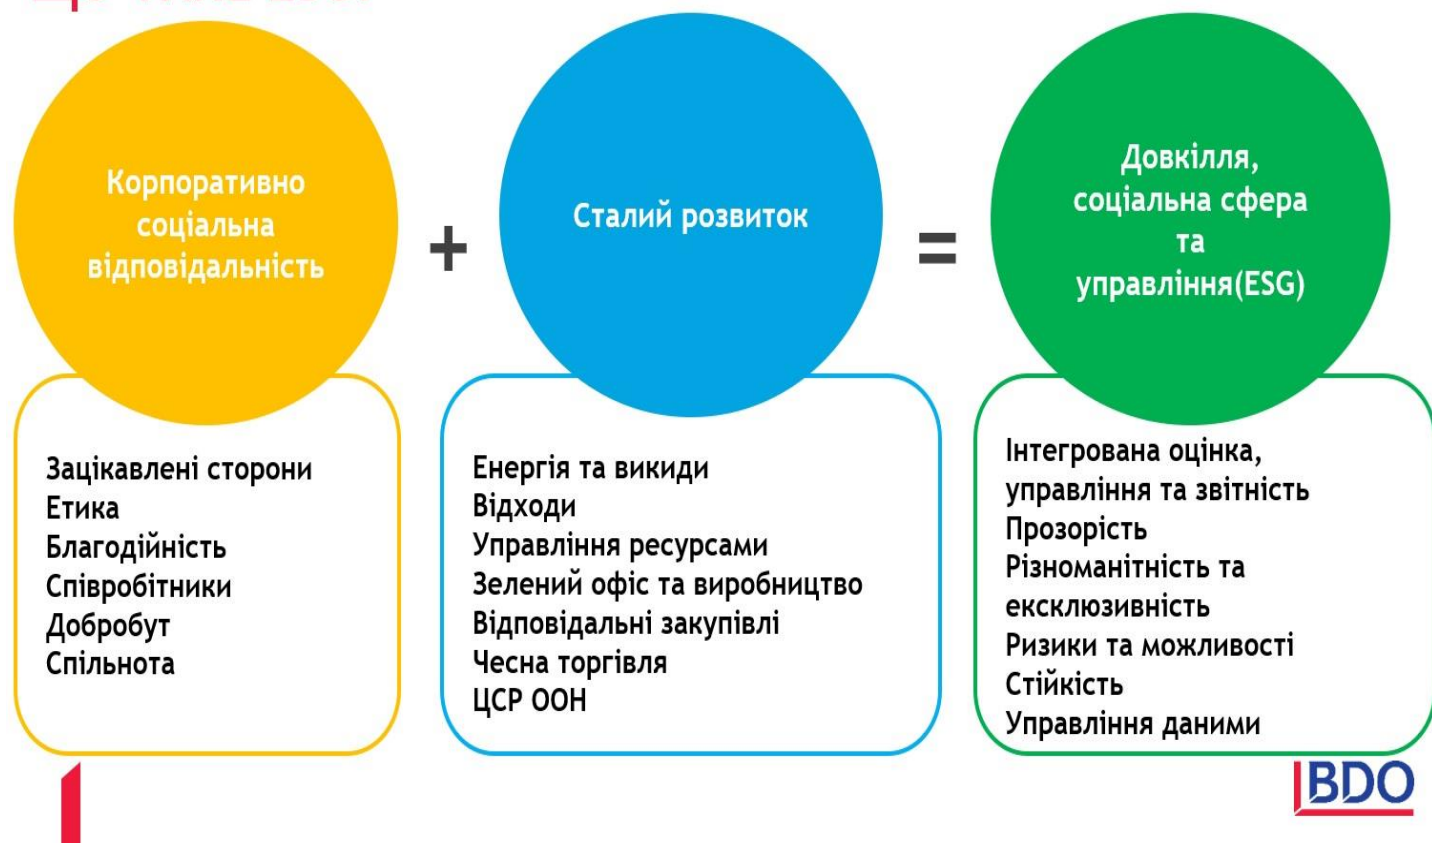 Корпоративно
соціальна
відповідальність
+
Сталий розвиток
=
Довкілля,
соціальна сфера
та
управління(ESG)
Зацікавлені сторони
Етика
Благодійність
Співробітники
Добробут
Спільнота
Енергія та викиди
Відходи
Управління ресурсами
Зелений офіс та виробництво
Відповідальні закупівлі
Чесна торгівля
ЦСР ООН
Інтегрована оцінка,
управління та звітність
Прозорість
Різноманітність та
ексклюзивність
Ризики та можливості
Стійкість
Управління даними
BDO